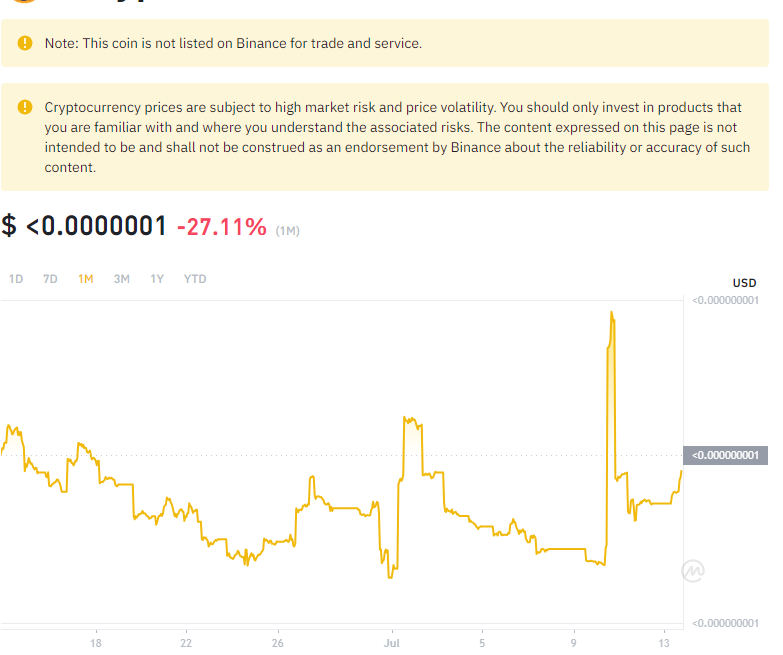 Note: This coin is not listed on Binance for trade and service.
Cryptocurrency prices are subject to high market risk and price volatility. You should only invest in products that
you are familiar with and where you understand the associated risks. The content expressed on this page is not
intended to be and shall not be construed as an endorsement by Binance about the reliability or accuracy of such
content.
$ <0.0000001 -27.11% (1M)
1D 7D 1M 3M 1Y YTD
USD
<0.000000001
<0.000000001
<0.000000001
18 22 26 Jul 5 9 13